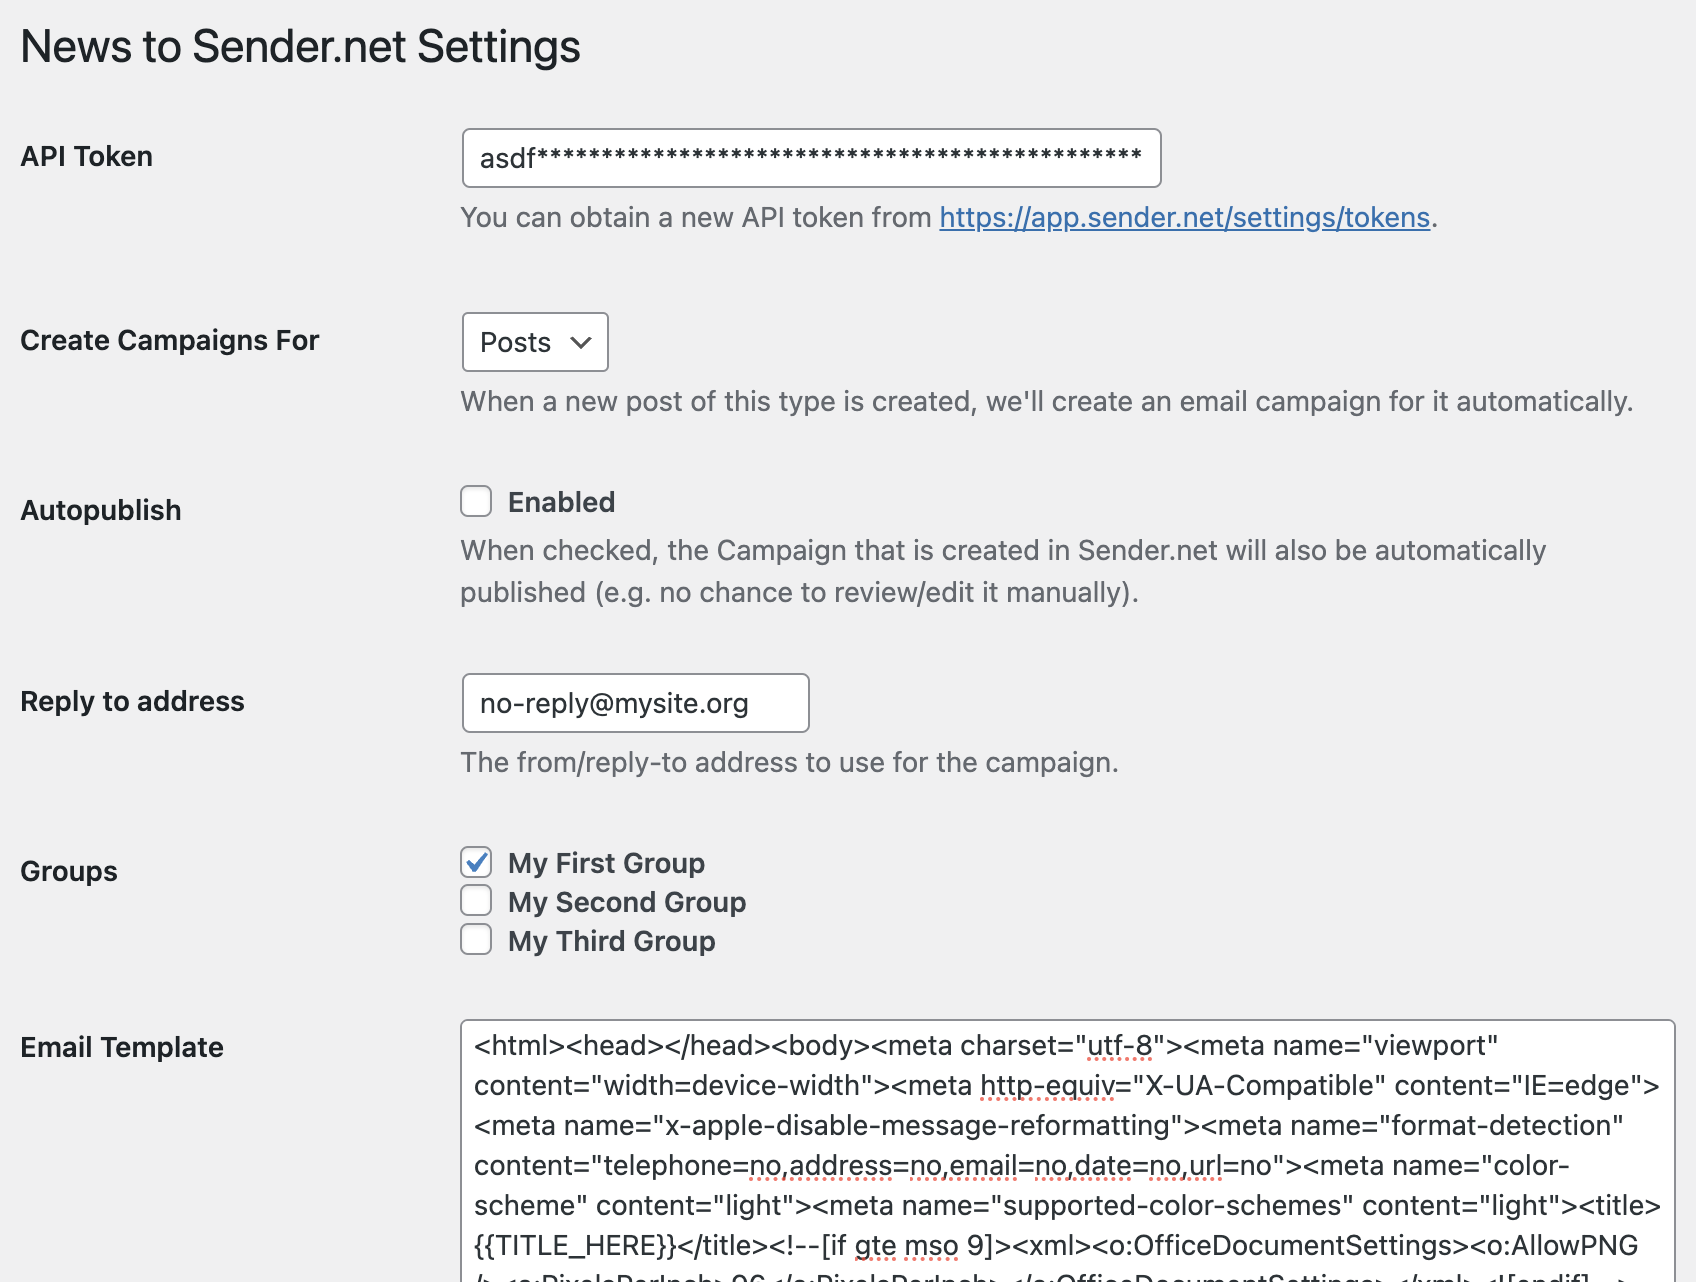 News to Sender.net Settings
API Token
asdf***********************************************
You can obtain a new API token from https://app.sender.net/settings/tokens.
Create Campaigns For
Posts
When a new post of this type is created, we'll create an email campaign for it automatically.
Autopublish
Enabled
When checked, the Campaign that is created in Sender.net will also be automatically
published (e.g. no chance to review/edit it manually).
Reply to address
no-reply@mysite.org
The from/reply-to address to use for the campaign.
Groups
My First Group
My Second Group
My Third Group
Email Template
<html><head></head><body><meta charset="utf-8"><meta name="viewport"
content="width=device-width"><meta http-equiv="X-UA-Compatible" content="IE=edge">
<meta name="x-apple-disable-message-reformatting"><meta name="format-detection"
content="telephone=no,address=no,email=no,date=no,url=no"><meta name="color-
scheme" content="light"><meta name="supported-color-schemes" content="light"><title>
{{TITLE_HERE}}</title><!--[if gte mso 9]><xml><o:OfficeDocumentSettings><o:AllowPNG
/><o:PixelsPerInch>96</o:PixelsPerInch></o:OfficeDocumentSettings></xml><![endif]-->